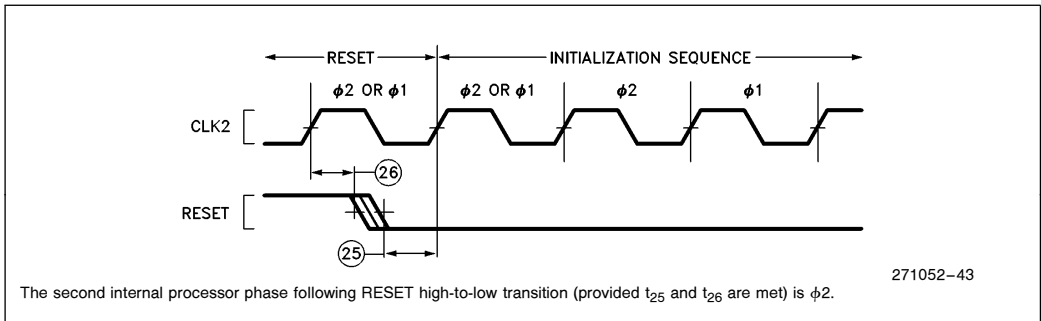 RESET INITIALIZATION SEQUENCE
ϕ2 OR ϕ1 ϕ2 OR ϕ1 ϕ2 ϕ1
CLK2
26
RESET
25
271052–43
The second internal processor phase following RESET high-to-low transition (provided t25 and t26 are met) is ϕ2.